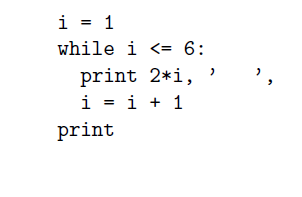 i = 1
while i <= 6:
  print 2*i, ’   ’,
  i = i + 1
print